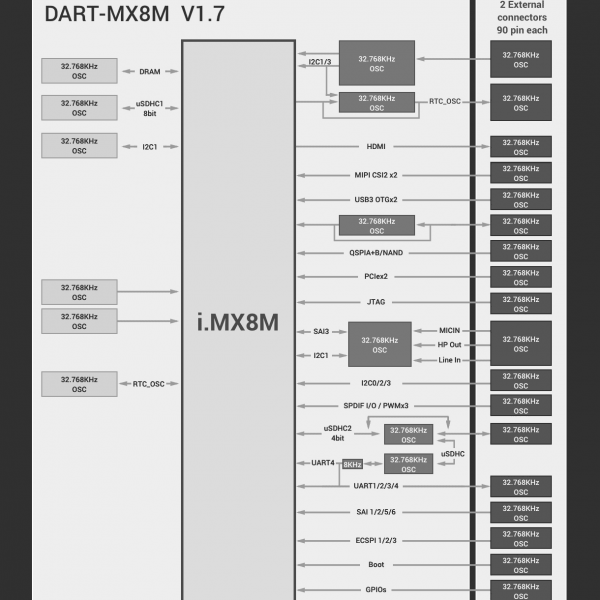 DART-MX8M V1.7
2 External
connectors
90 pin each
32.768KHz
OSC
DRAM
32.768KHz
OSC
uSDHC1
8bit
32.768KHz
OSC
I2C1
32.768KHz
OSC
32.768KHz
OSC
32.768KHz
OSC
RTC_OSC
i.MX8M
I2C1/3
32.768KHz
OSC
32.768KHz
OSC
32.768KHz
OSC
RTC_OSC
32.768KHz
OSC
HDMI
32.768KHz
OSC
MIPI CSI2 x2
32.768KHz
OSC
USB3 OTGx2
32.768KHz
OSC
32.768KHz
OSC
32.768KHz
OSC
QSPIA+B/NAND
32.768KHz
OSC
PCIex2
32.768KHz
OSC
JTAG
32.768KHz
OSC
SAI3
I2C1
32.768KHz
OSC
MICIN
HP Out
Line In
32.768KHz
OSC
I2C0/2/3
32.768KHz
OSC
SPDIF I/O / PWMx3
32.768KHz
OSC
uSDHC2
4bit
32.768KHz
OSC
32.768KHz
OSC
uSDHC
UART4
8KHz
32.768KHz
OSC
UART1/2/3/4
32.768KHz
OSC
SAI 1/2/5/6
32.768KHz
OSC
ECSPI 1/2/3
32.768KHz
OSC
Boot
32.768KHz
OSC
GPIOs
32.768KHz
OSC